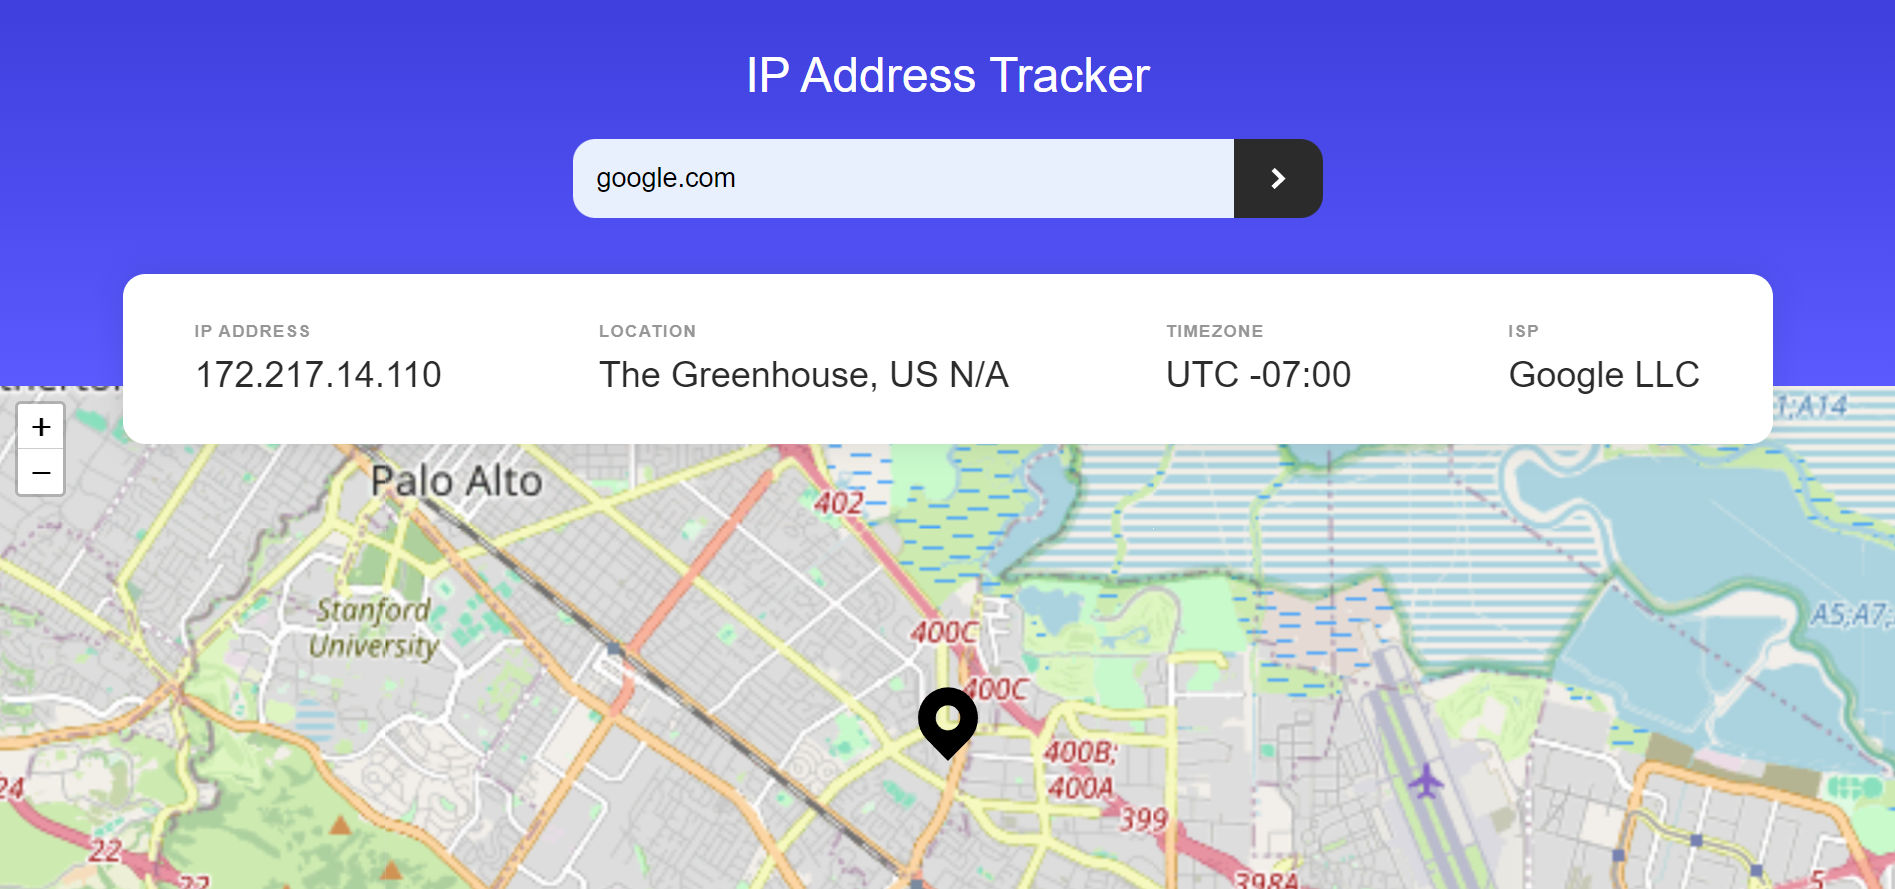 IP Address Tracker
google.com
IP ADDRESS
172.217.14.110
LOCATION
The Greenhouse, US N/A
TIMEZONE
UTC -07:00
ISP
Google LLC
+
−
1;A14
Palo Alto
402
Stanford
University
400C
A5;A7;
400C
400B;
400A
24
399
22
22
398A
5